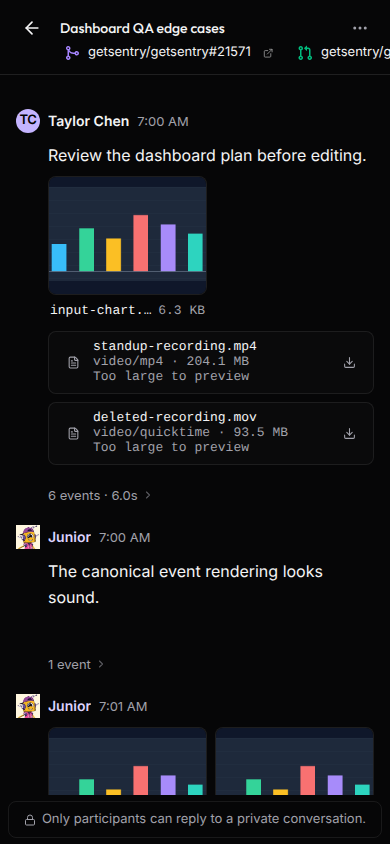 Dashboard QA edge cases
getsentry/getsentry#21571
getsentry/g
TC
Taylor Chen 7:00 AM
Review the dashboard plan before editing.
input-chart.… 6.3 KB
standup-recording.mp4
video/mp4 · 204.1 MB
Too large to preview
deleted-recording.mov
video/quicktime · 93.5 MB
Too large to preview
6 events · 6.0s
Junior 7:00 AM
The canonical event rendering looks
sound.
1 event
Junior 7:01 AM
Only participants can reply to a private conversation.